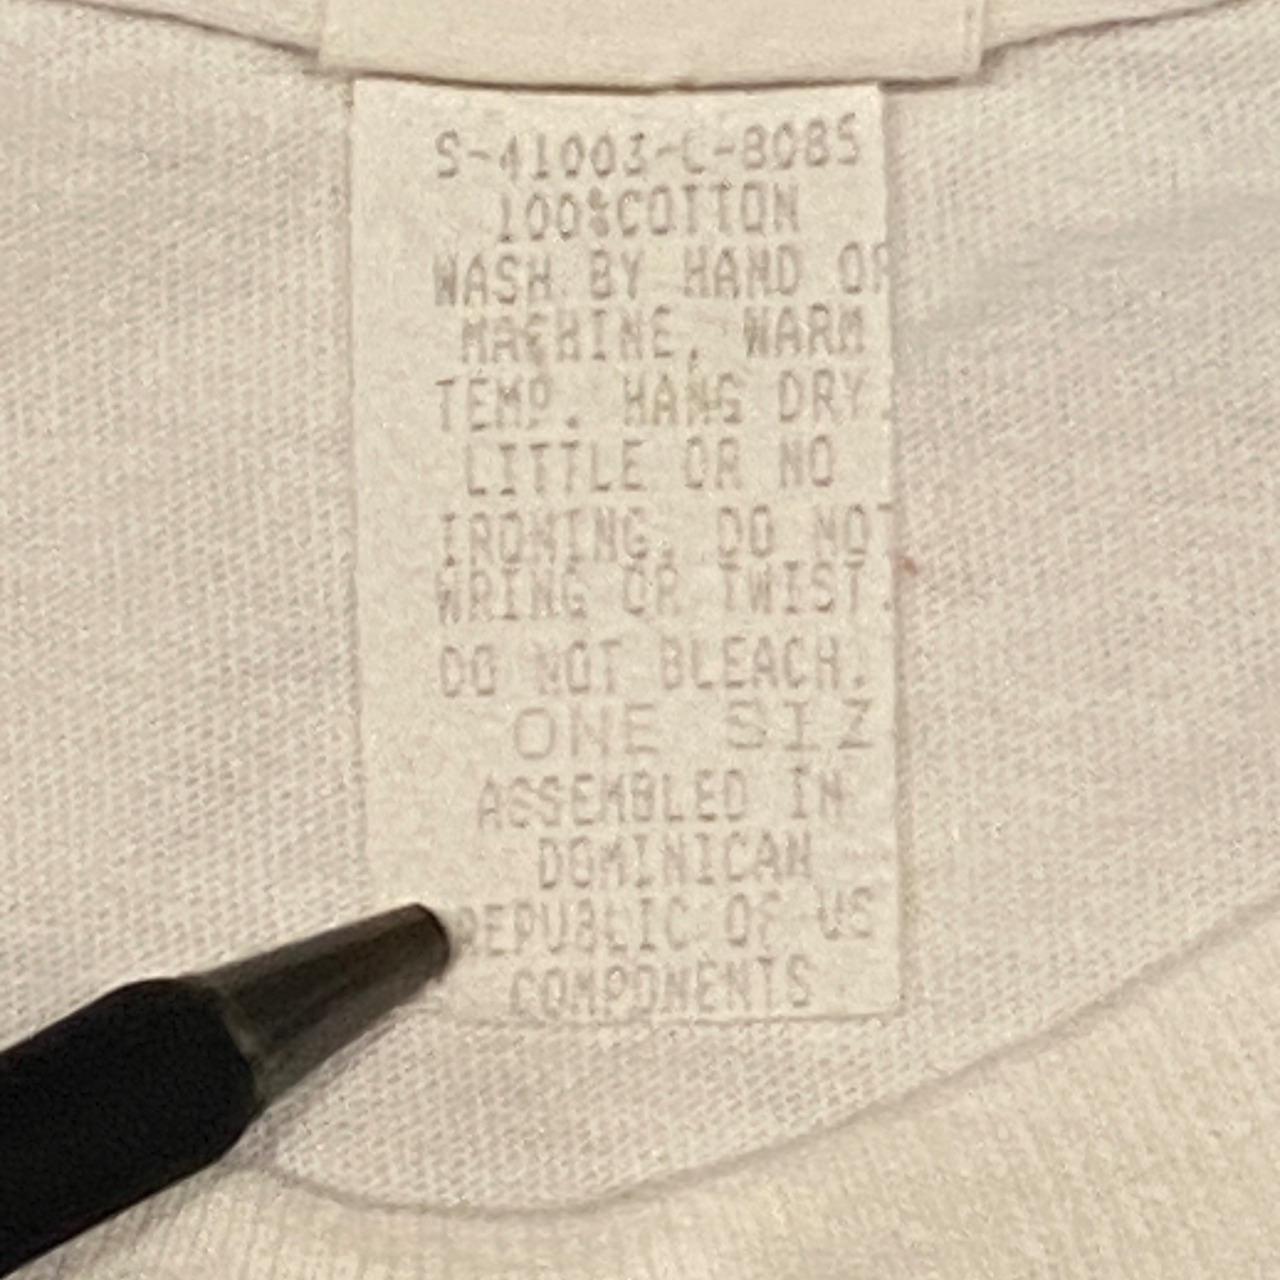 S-41003-L-8085
100%COTTON
WASH BY HAND OR
MACHINE, WARM
TEMP. HANG DRY.
LITTLE OR NO
IRONING. DO NOT
WRING OR TWIST.
DO NOT BLEACH.
ONE SIZ
ASSEMBLED IN
DOMINICAN
REPUBLIC OF US
COMPONENTS